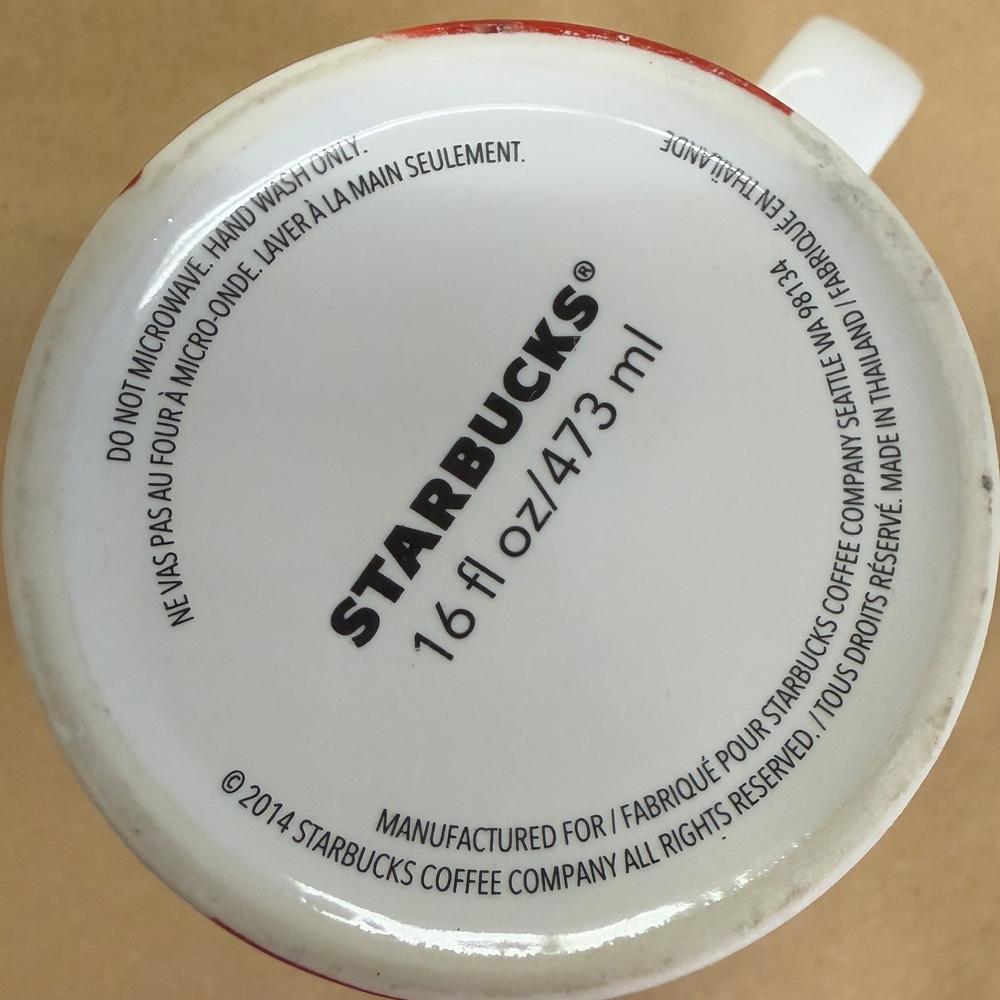 DO NOT MICROWAVE. HAND WASH ONLY.
NE VAS PAS AU FOUR À MICRO-ONDE. LAVER À LA MAIN SEULEMENT.
STARBUCKS®
16 fl oz/473 ml
MANUFACTURED FOR / FABRIQUÉ POUR STARBUCKS COFFEE COMPANY SEATTLE WA 98134
© 2014 STARBUCKS COFFEE COMPANY ALL RIGHTS RESERVED. / TOUS DROITS RÉSERVÉ. MADE IN THAILAND / FABRIQUÉ EN THAÏLANDE